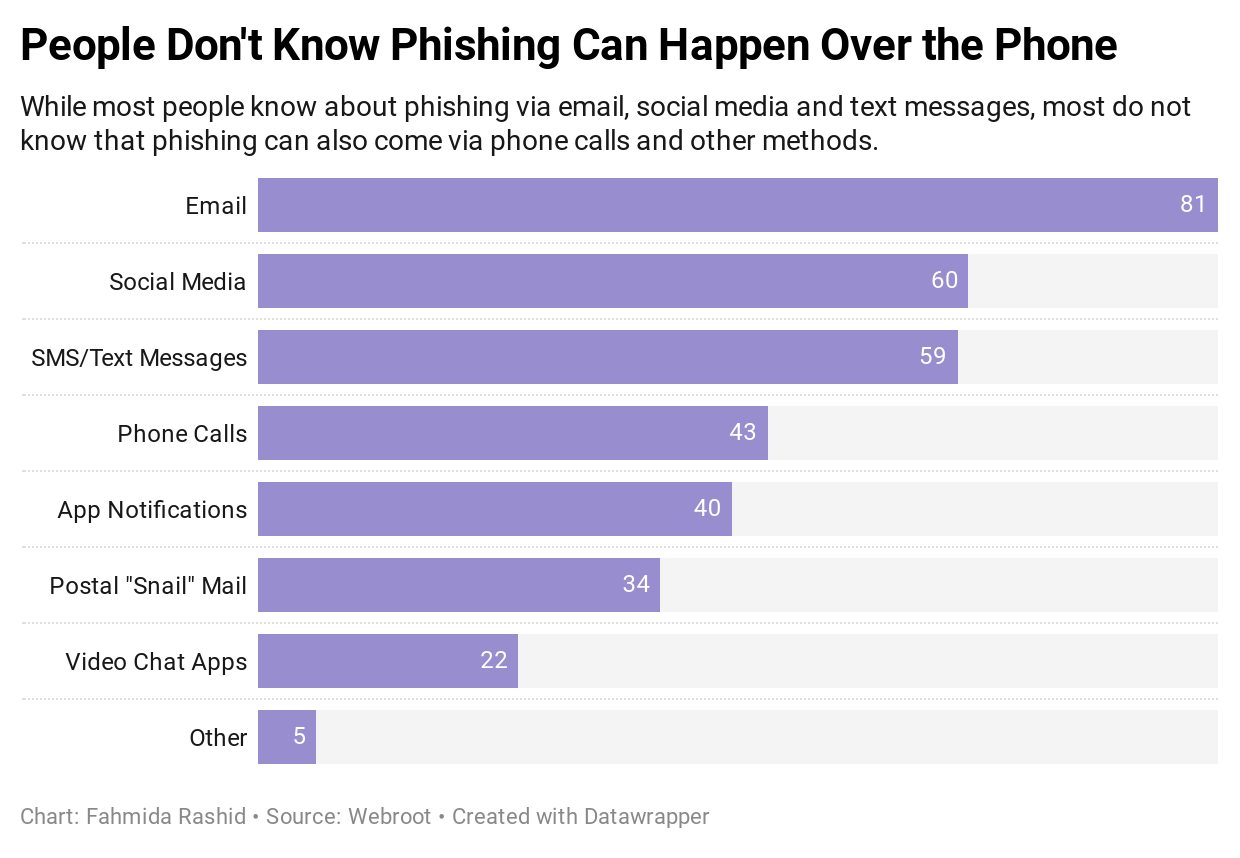 People Don't Know Phishing Can Happen Over the Phone
While most people know about phishing via email, social media and text messages, most do not
know that phishing can also come via phone calls and other methods.
Email 81
Social Media 60
SMS/Text Messages 59
Phone Calls 43
App Notifications 40
Postal "Snail" Mail 34
Video Chat Apps 22
Other 5
Chart: Fahmida Rashid • Source: Webroot • Created with Datawrapper